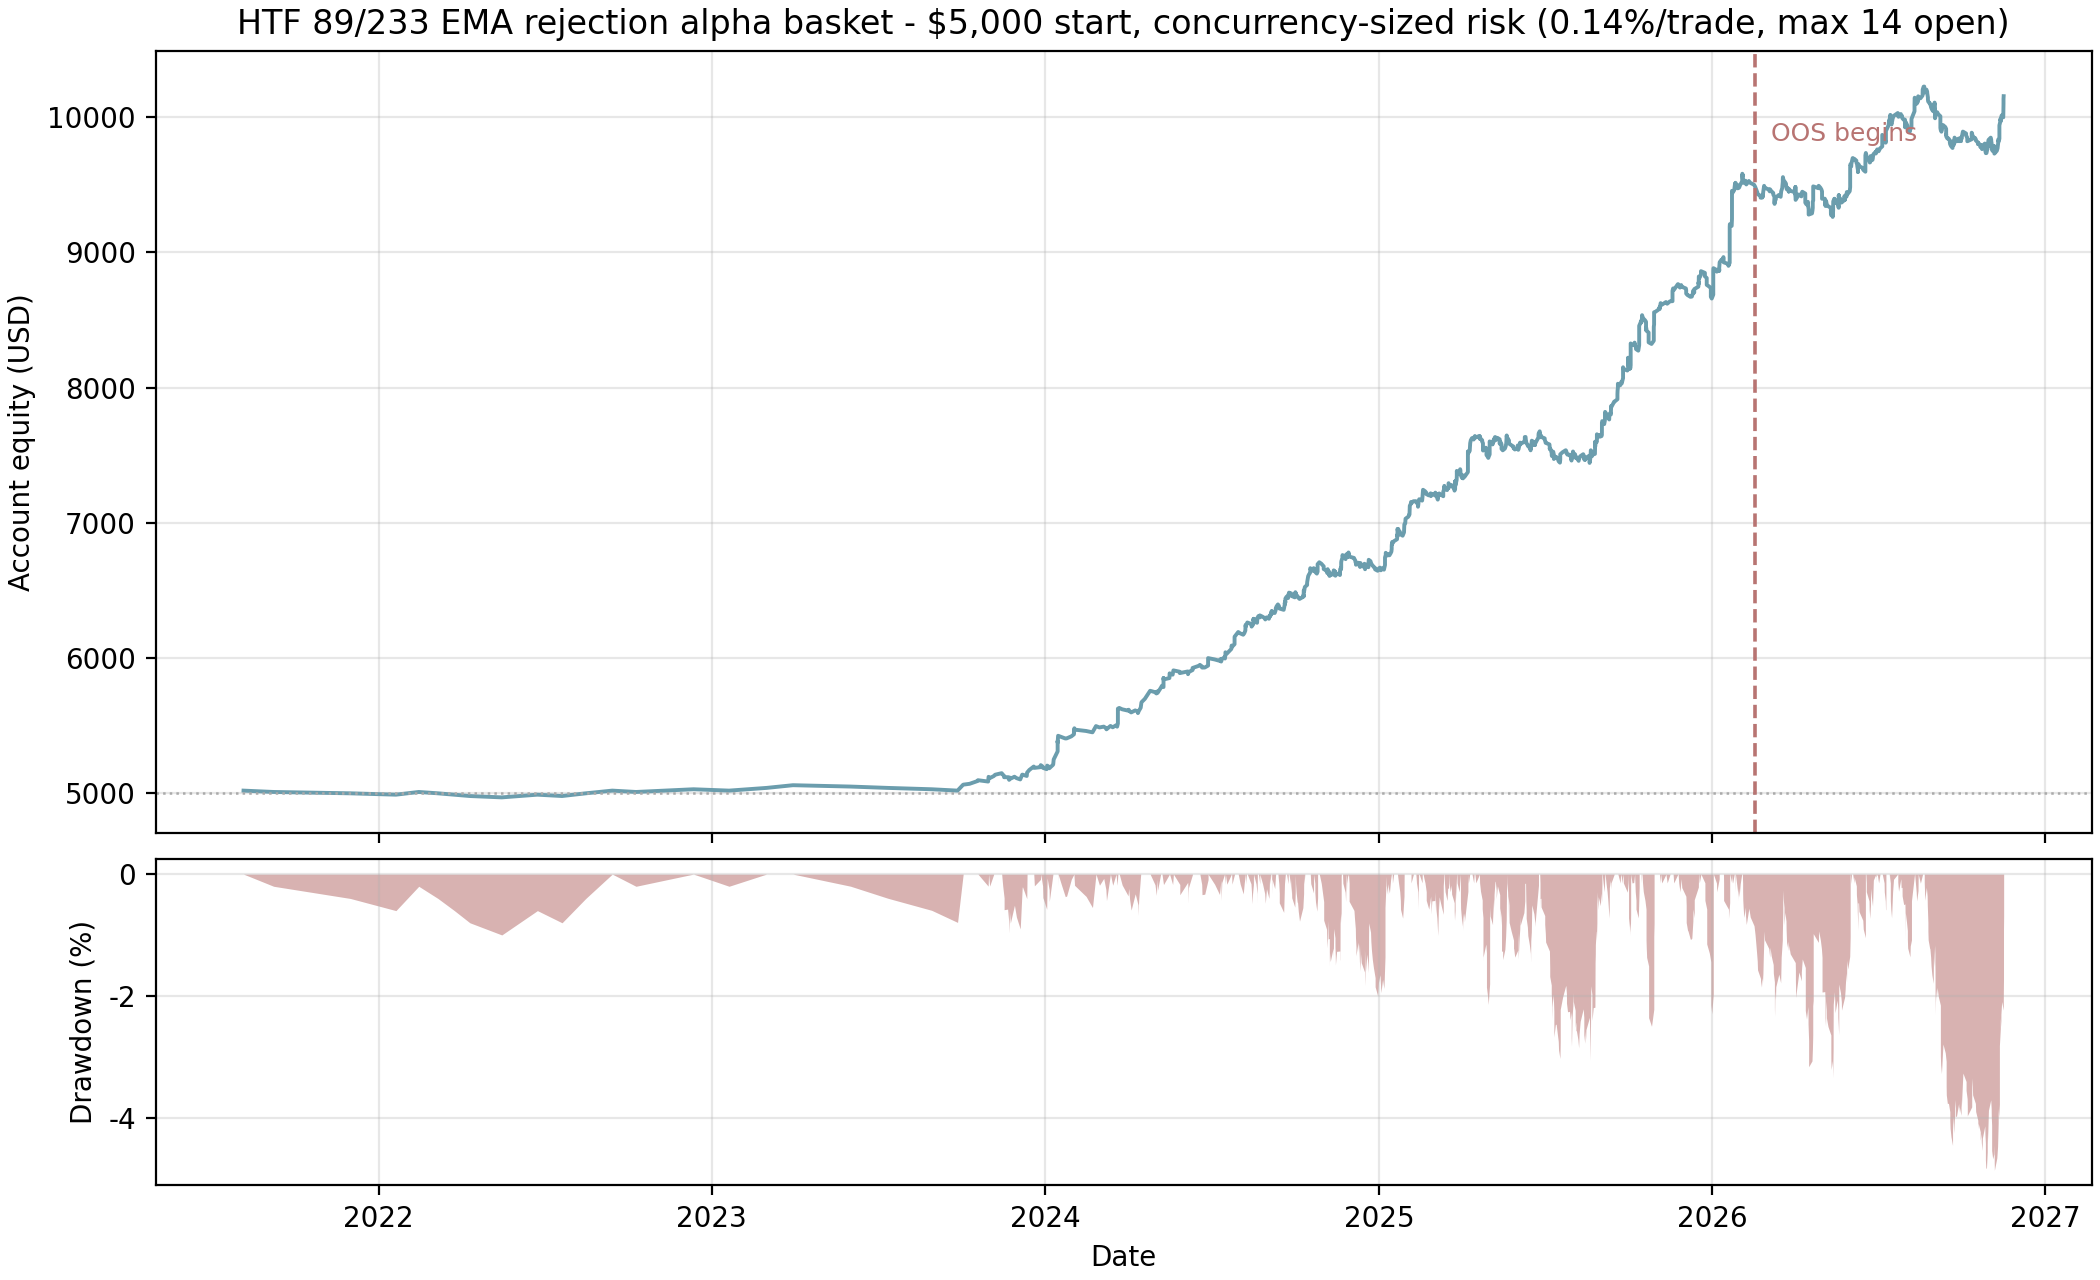 HTF 89/233 EMA rejection alpha basket - $5,000 start, concurrency-sized risk (0.14%/trade, max 14 open)
10000
9000
8000
7000
6000
5000
Account equity (USD)
OOS begins
0
-2
-4
Drawdown (%)
2022 2023 2024 2025 2026 2027
Date